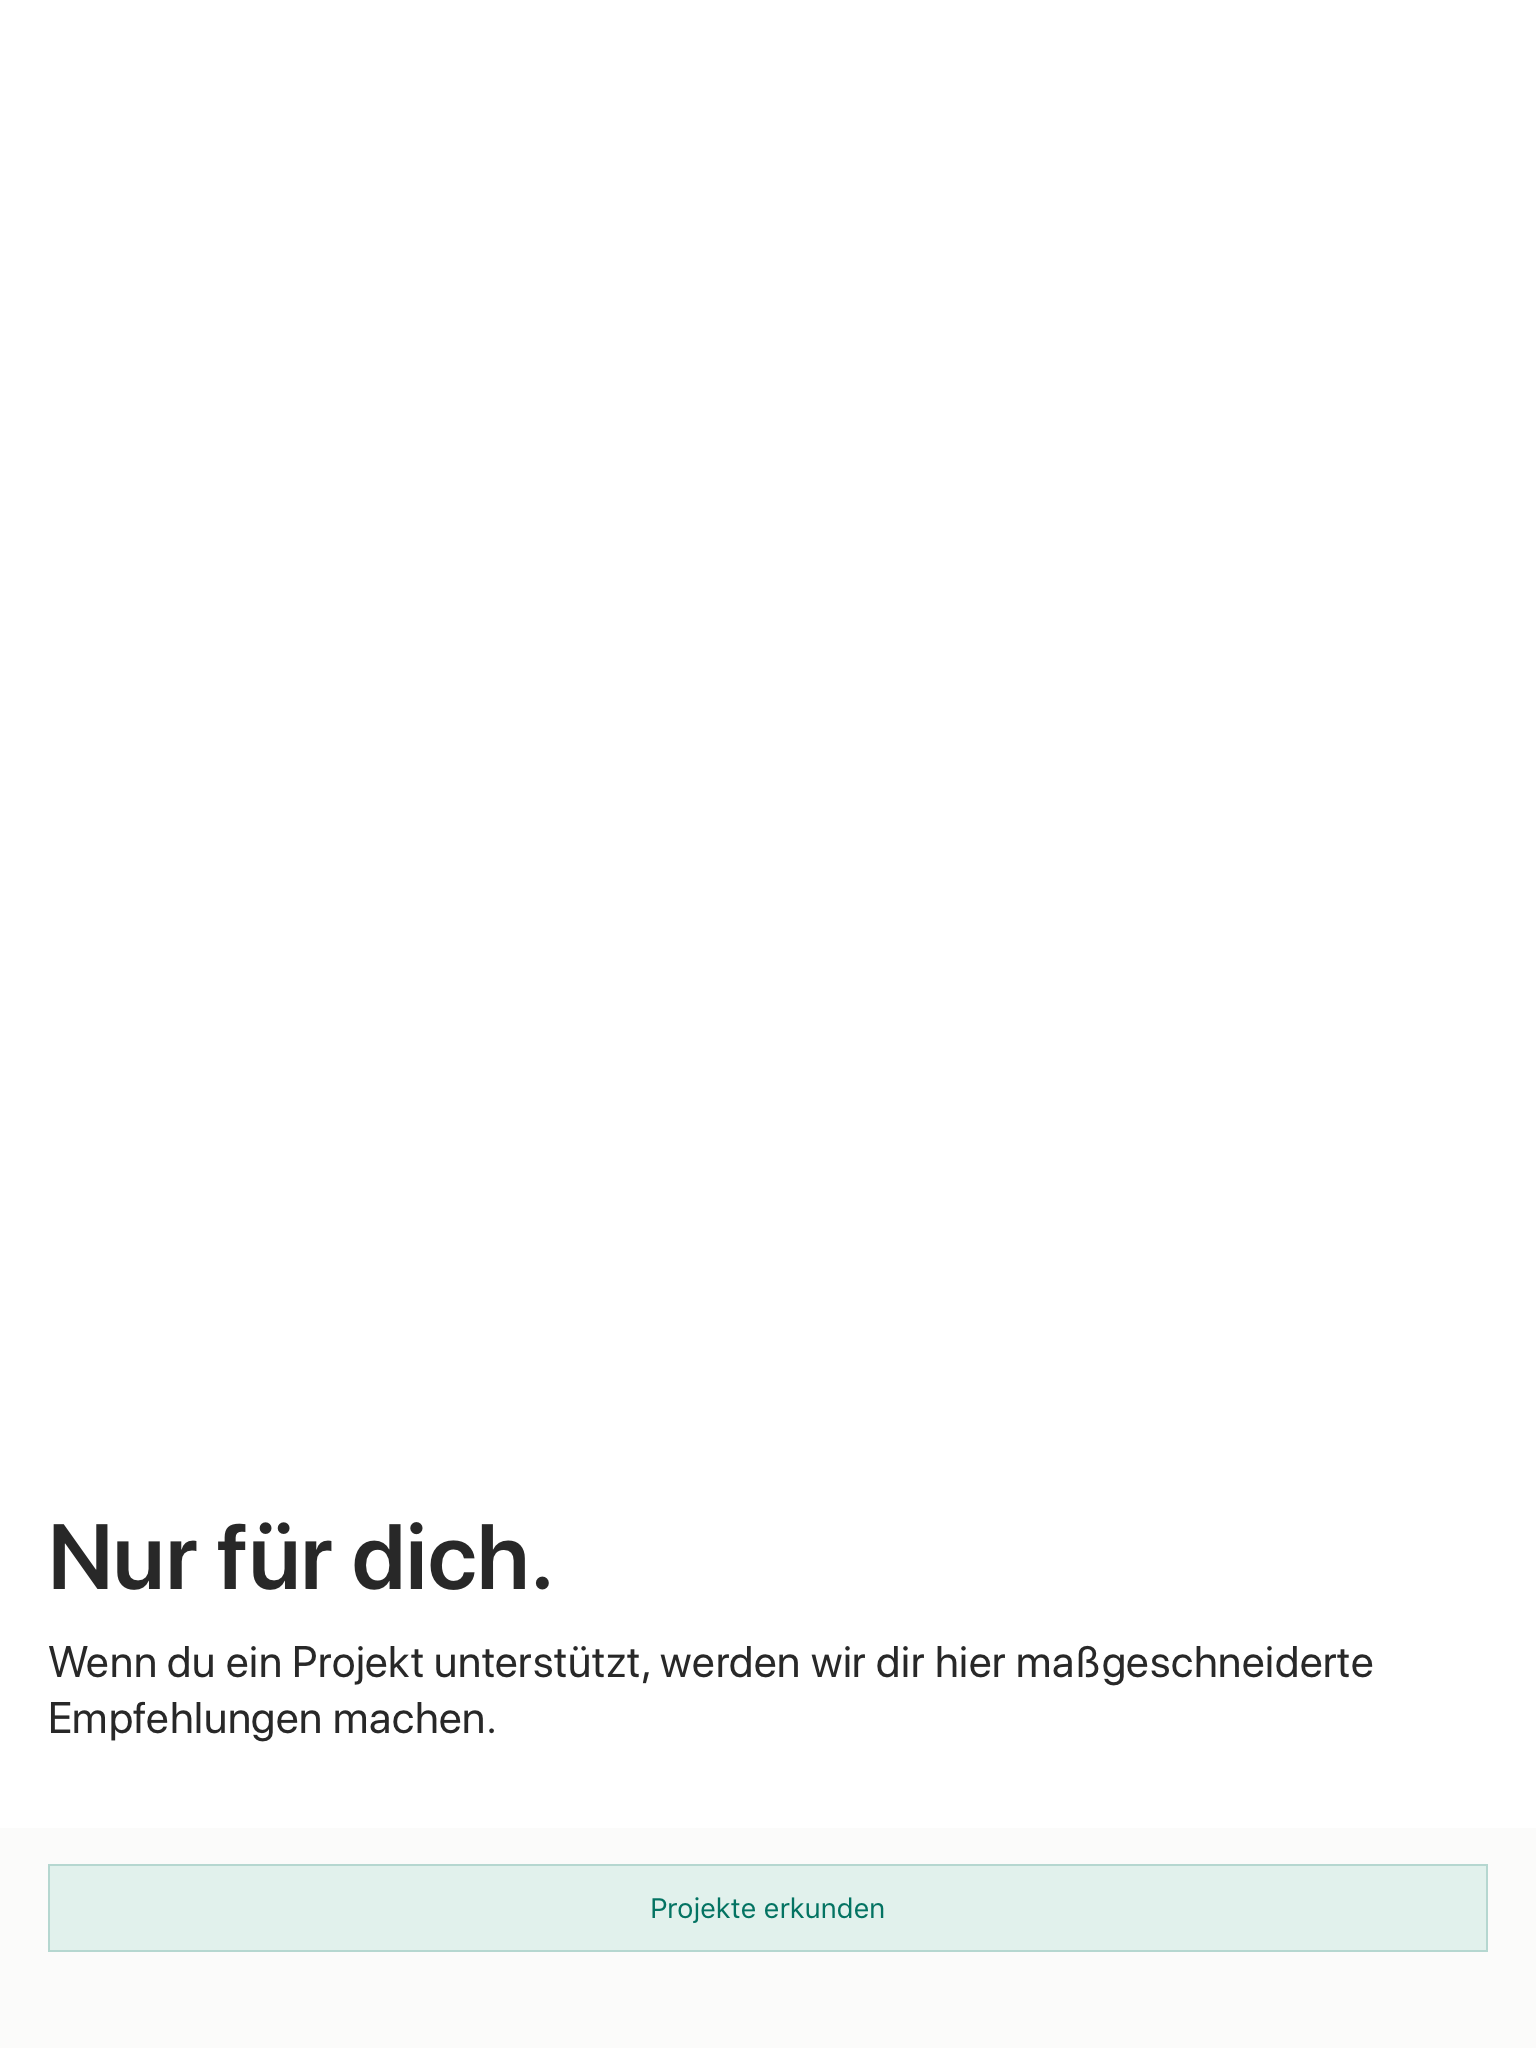 Nur für dich.
Wenn du ein Projekt unterstützt, werden wir dir hier maßgeschneiderte
Empfehlungen machen.
Projekte erkunden